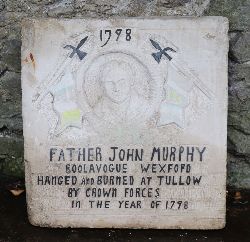 1798
FATHER JOHN MURPHY
BOOLAVOGUE WEXFORD
HANGED AND BURNED AT TULLOW
BY CROWN FORCES
IN THE YEAR OF 1798